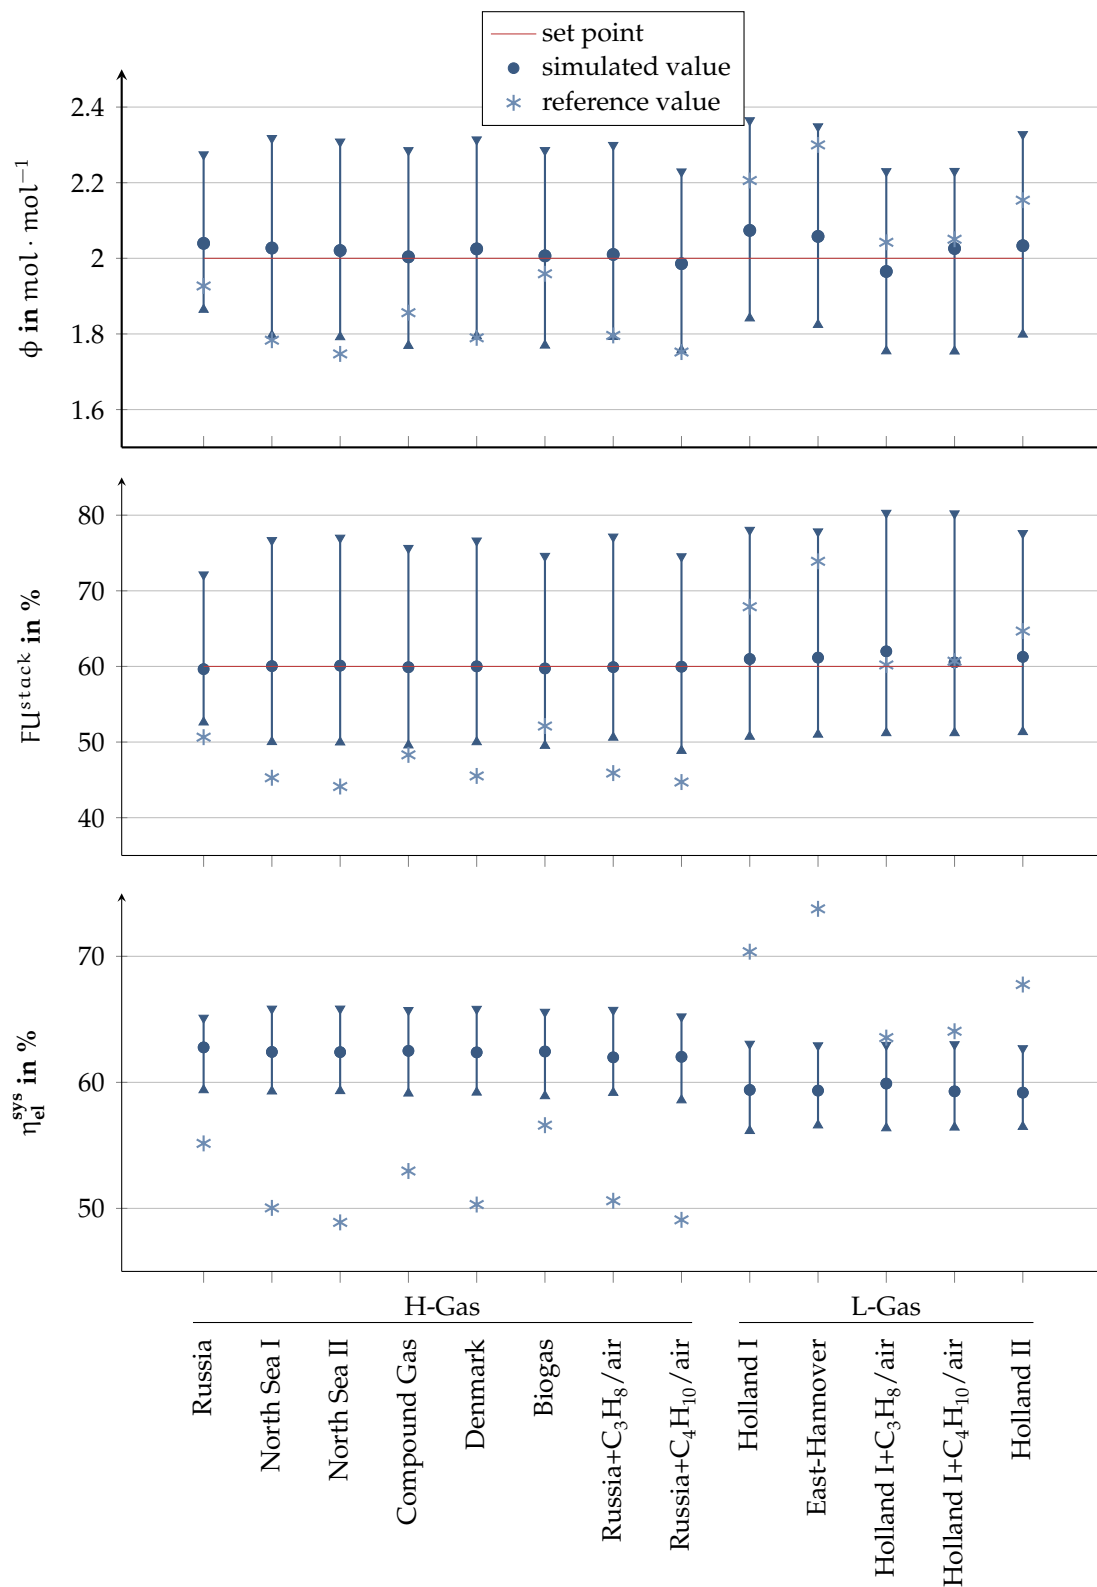 set point
simulated value
reference value
2.4
2.2
2
1.8
1.6
ϕ in mol · mol⁻¹
80
70
60
50
40
FU^stack in %
70
60
50
η_el^sys in %
H-Gas
L-Gas
Russia
North Sea I
North Sea II
Compound Gas
Denmark
Biogas
Russia+C₃H₈/air
Russia+C₄H₁₀/air
Holland I
East-Hannover
Holland I+C₃H₈/air
Holland I+C₄H₁₀/air
Holland II